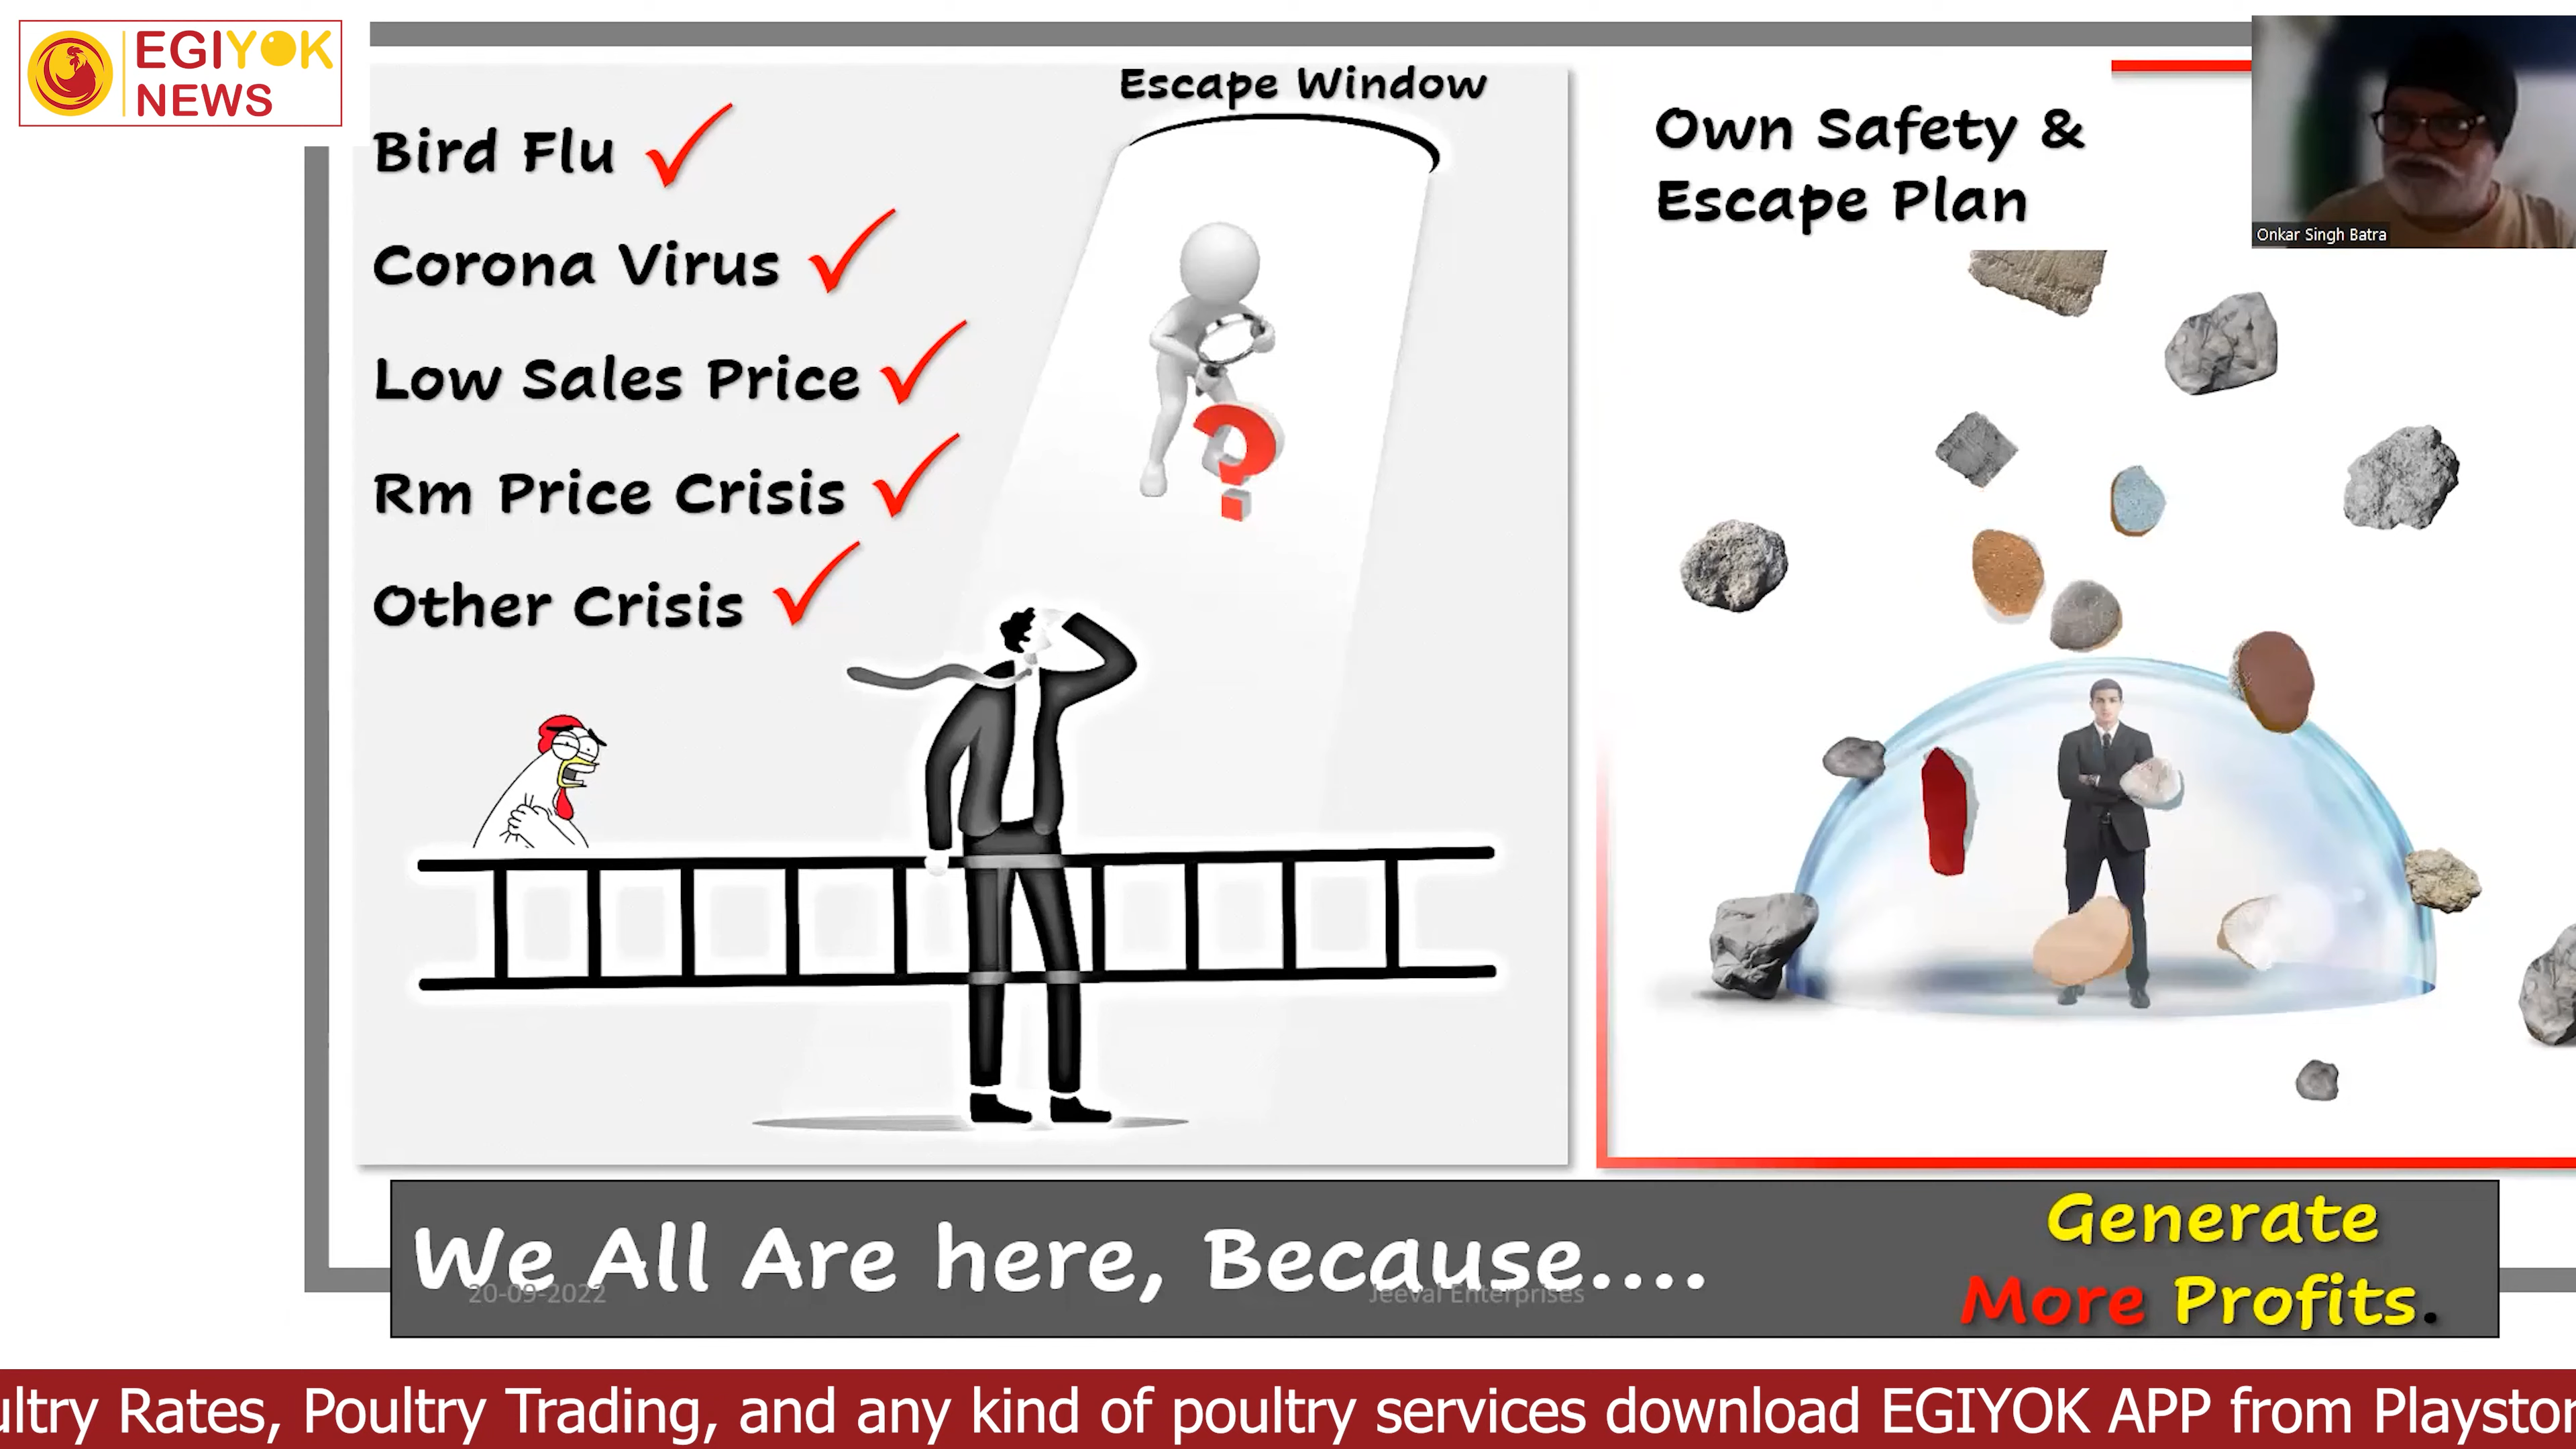 EGIYOK
NEWS
Escape Window
Bird Flu
Corona Virus
Low Sales Price
Rm Price Crisis
Other Crisis
?
Own Safety &
Escape Plan
Onkar Singh Batra
We All Are here, Because....
20-09-2022
Jeeval Enterprises
Generate
More Profits.
ultry Rates, Poultry Trading, and any kind of poultry services download EGIYOK APP from Playstor